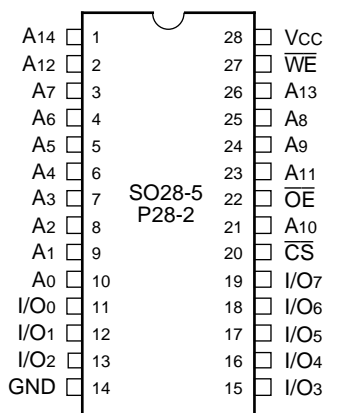 A14 1 28 VCC
A12 2 27 W̅E̅
A7 3 26 A13
A6 4 25 A8
A5 5 24 A9
A4 6 23 A11
A3 7 SO28-5 22 O̅E̅
P28-2
A2 8 21 A10
A1 9 20 C̅S̅
A0 10 19 I/O7
I/O0 11 18 I/O6
I/O1 12 17 I/O5
I/O2 13 16 I/O4
GND 14 15 I/O3